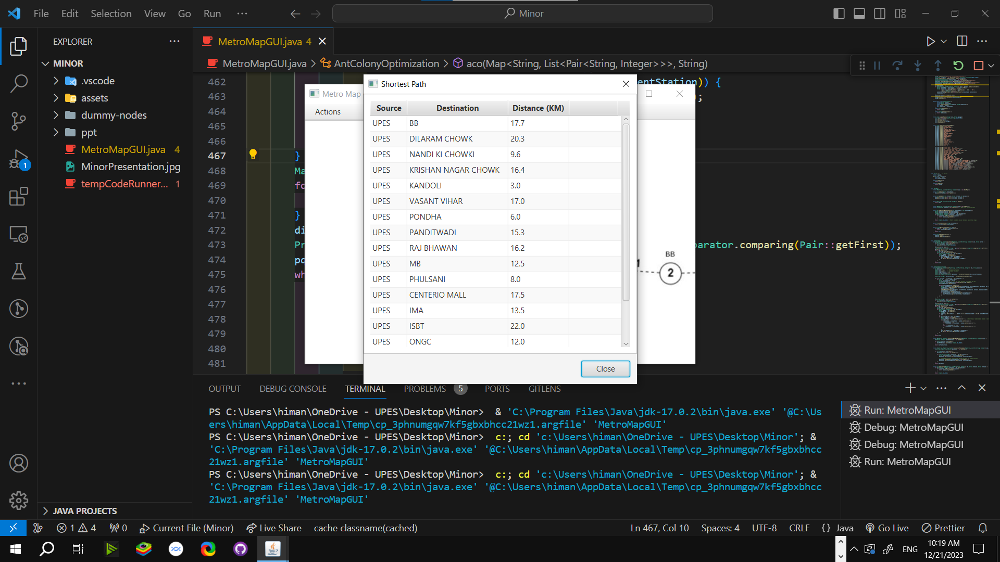 File Edit Selection View Go Run ···
Minor
EXPLORER
MINOR
.vscode
assets
dummy-nodes
ppt
MetroMapGUI.java 4
MinorPresentation.jpg
tempCodeRunner... 1
JAVA PROJECTS
1
MetroMapGUI.java 4
MetroMapGUI.java > AntColonyOptimization > aco(Map<String, List<Pair<String, Integer>>>, String)
462 entStation)) {
463 ;
464
465
466
467 }
468 Ma
469 fo
470
471 }
472 di
473 Pr arator.comparing(Pair::getFirst));
474 pq
475 wh
476
477
478
479
480
481
Metro Map
Actions
BB
2
Shortest Path
Source Destination Distance (KM)
UPES BB 17.7
UPES DILARAM CHOWK 20.3
UPES NANDI KI CHOWKI 9.6
UPES KRISHAN NAGAR CHOWK 16.4
UPES KANDOLI 3.0
UPES VASANT VIHAR 17.0
UPES PONDHA 6.0
UPES PANDITWADI 15.3
UPES RAJ BHAWAN 16.2
UPES MB 12.5
UPES PHULSANI 8.0
UPES CENTERIO MALL 17.5
UPES IMA 13.5
UPES ISBT 22.0
UPES ONGC 12.0
Close
OUTPUT DEBUG CONSOLE TERMINAL PROBLEMS 5 PORTS GITLENS
PS C:\Users\himan\OneDrive - UPES\Desktop\Minor>  & 'C:\Program Files\Java\jdk-17.0.2\bin\java.exe' '@C:\Us
ers\himan\AppData\Local\Temp\cp_3phnumgqw7kf5gbxbhcc21wz1.argfile' 'MetroMapGUI'
PS C:\Users\himan\OneDrive - UPES\Desktop\Minor>  c:; cd 'c:\Users\himan\OneDrive - UPES\Desktop\Minor'; &
'C:\Program Files\Java\jdk-17.0.2\bin\java.exe' '@C:\Users\himan\AppData\Local\Temp\cp_3phnumgqw7kf5gbxbhcc
21wz1.argfile' 'MetroMapGUI'
PS C:\Users\himan\OneDrive - UPES\Desktop\Minor>  c:; cd 'c:\Users\himan\OneDrive - UPES\Desktop\Minor'; &
'C:\Program Files\Java\jdk-17.0.2\bin\java.exe' '@C:\Users\himan\AppData\Local\Temp\cp_3phnumgqw7kf5gbxbhcc
21wz1.argfile' 'MetroMapGUI'
Run: MetroMapGUI
Debug: MetroMapGUI
Debug: MetroMapGUI
Run: MetroMapGUI
1 4 0 Current File (Minor) Live Share cache classname(cached) Ln 467, Col 10 Spaces: 4 UTF-8 CRLF {} Java Go Live Prettier
ENG
10:19 AM
12/21/2023